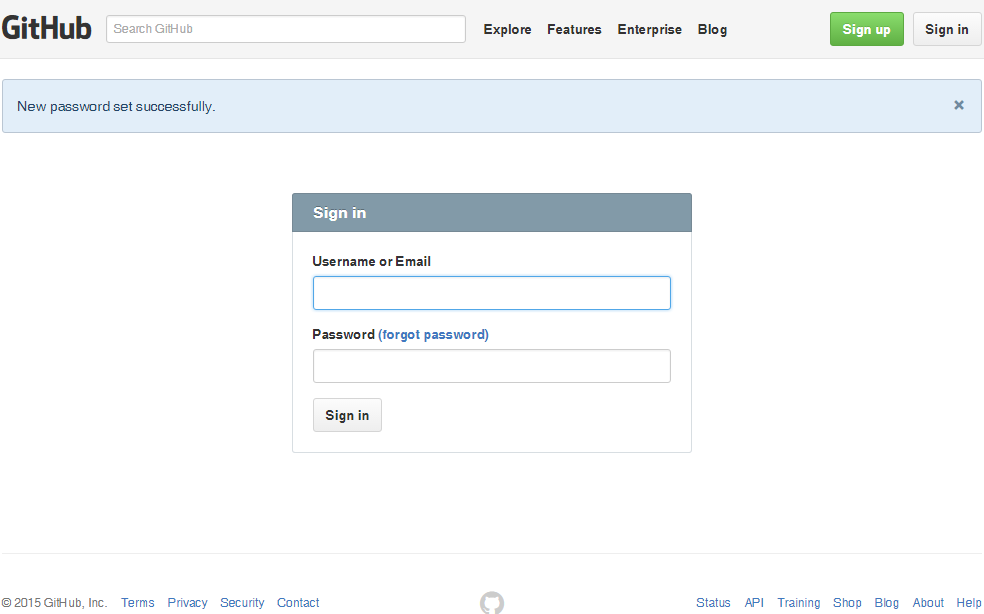 GitHub Search GitHub Explore Features Enterprise Blog Sign up Sign in
New password set successfully. ×
Sign in
Username or Email
Password (forgot password)
Sign in
© 2015 GitHub, Inc. Terms Privacy Security Contact Status API Training Shop Blog About Help